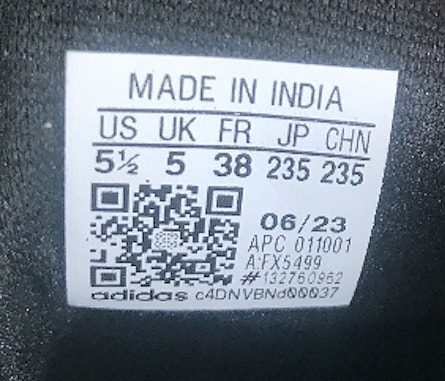 MADE IN INDIA
US UK FR JP CHN
5½ 5 38 235 235
06/23
APC 011001
A:FX5499
#132760962
adidas c4DNVBNd00037